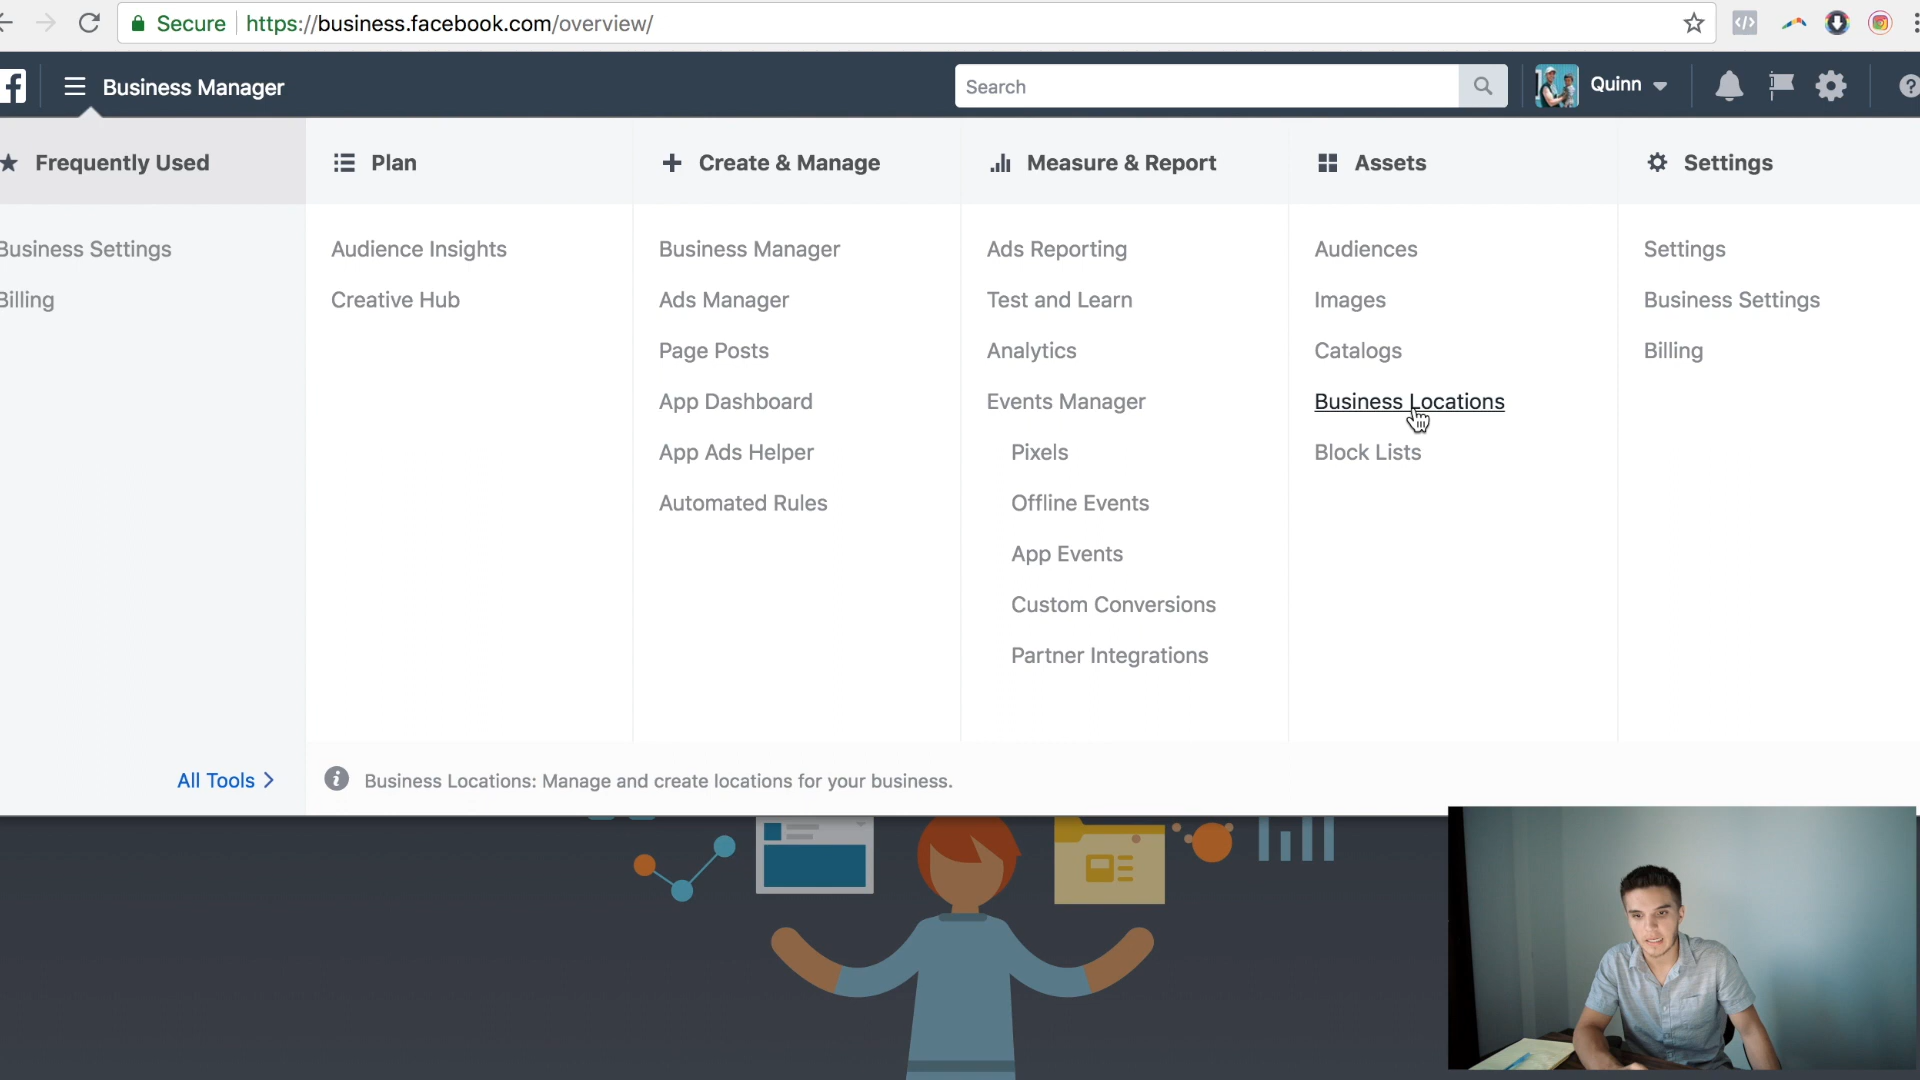 Secure https://business.facebook.com/overview/
Business Manager
Search
Quinn
Frequently Used
Business Settings
Billing
All Tools
Plan
Audience Insights
Creative Hub
Create & Manage
Business Manager
Ads Manager
Page Posts
App Dashboard
App Ads Helper
Automated Rules
Measure & Report
Ads Reporting
Test and Learn
Analytics
Events Manager
Pixels
Offline Events
App Events
Custom Conversions
Partner Integrations
Assets
Audiences
Images
Catalogs
Business Locations
Block Lists
Settings
Settings
Business Settings
Billing
Business Locations: Manage and create locations for your business.